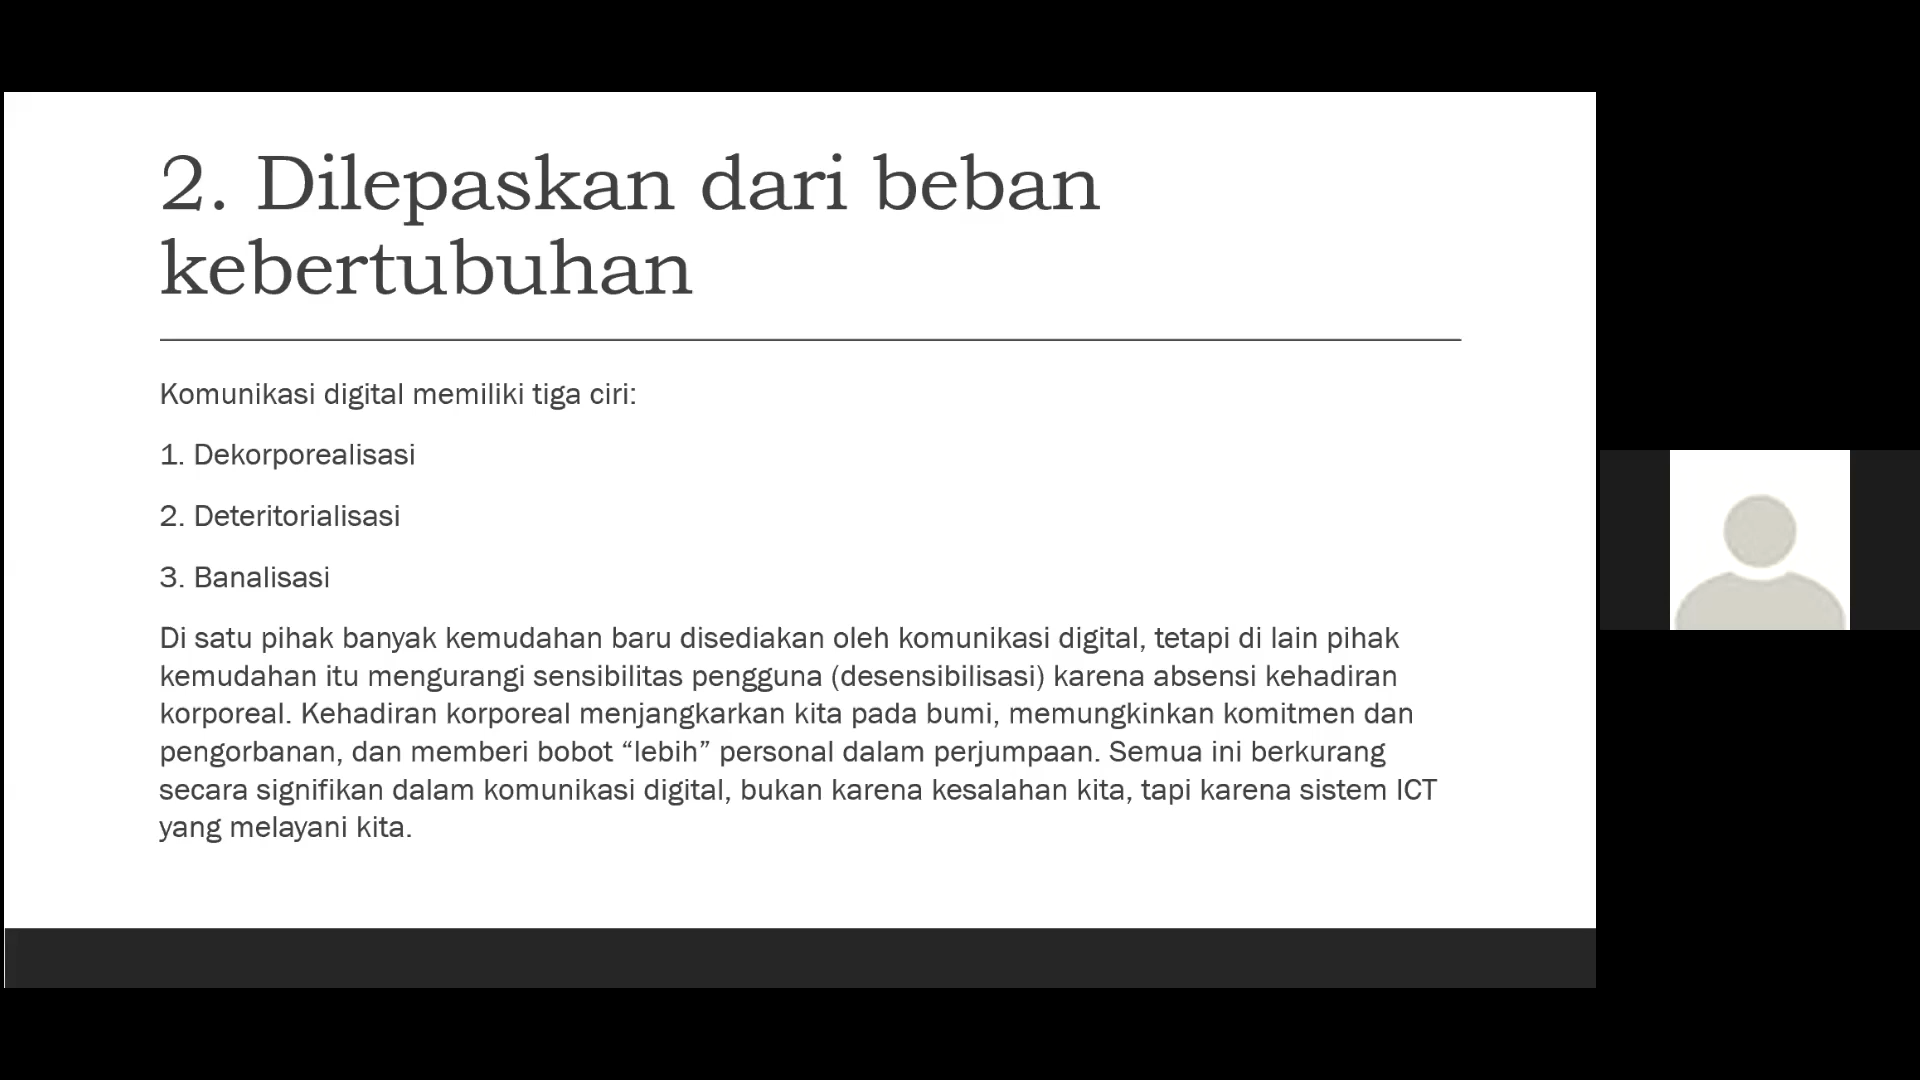 2. Dilepaskan dari beban
kebertubuhan
Komunikasi digital memiliki tiga ciri:
1. Dekorporealisasi
2. Deteritorialisasi
3. Banalisasi
Di satu pihak banyak kemudahan baru disediakan oleh komunikasi digital, tetapi di lain pihak
kemudahan itu mengurangi sensibilitas pengguna (desensibilisasi) karena absensi kehadiran
korporeal. Kehadiran korporeal menjangkarkan kita pada bumi, memungkinkan komitmen dan
pengorbanan, dan memberi bobot “lebih” personal dalam perjumpaan. Semua ini berkurang
secara signifikan dalam komunikasi digital, bukan karena kesalahan kita, tapi karena sistem ICT
yang melayani kita.